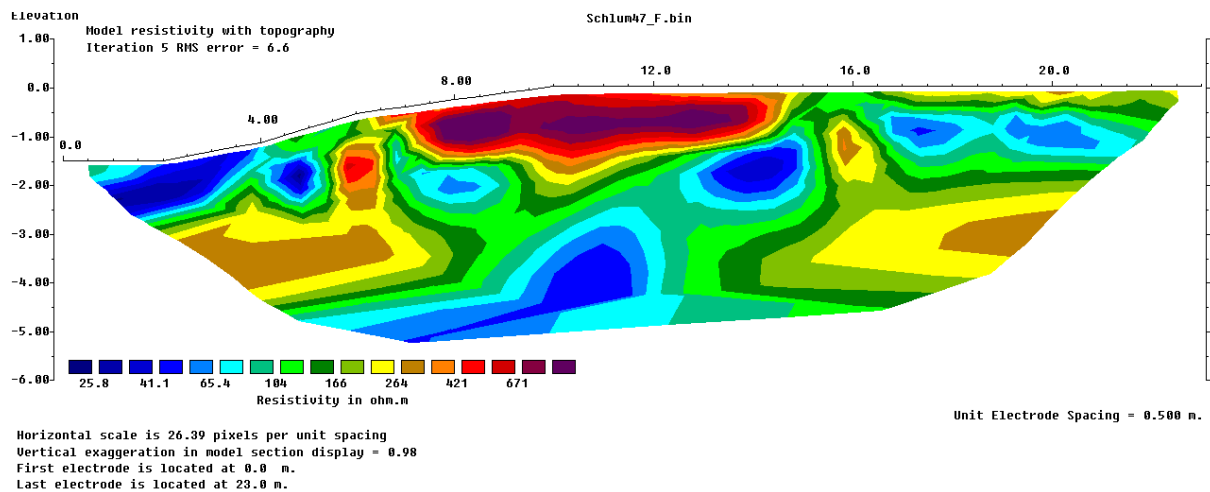 Elevation
Schlum47_F.bin
Model resistivity with topography
Iteration 5 RMS error = 6.6
1.00
0.0
-1.00
-2.00
-3.00
-4.00
-5.00
-6.00
0.0
4.00
8.00
12.0
16.0
20.0
25.8 41.1 65.4 104 166 264 421 671
Resistivity in ohm.m
Unit Electrode Spacing = 0.500 m.
Horizontal scale is 26.39 pixels per unit spacing
Vertical exaggeration in model section display = 0.98
First electrode is located at 0.0 m.
Last electrode is located at 23.0 m.